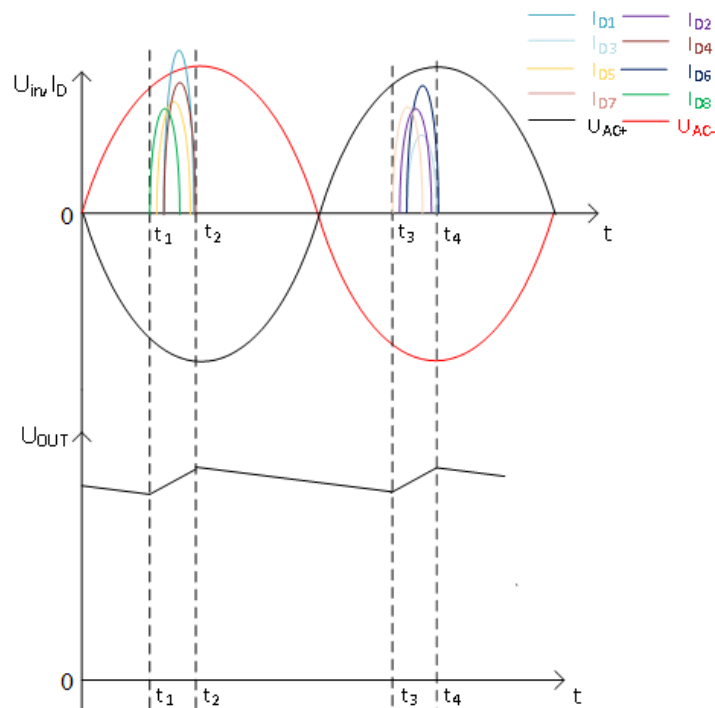 I_D1 I_D2
I_D3 I_D4
I_D5 I_D6
I_D7 I_D8
U_AC+ U_AC-
U_in, I_D
0
t_1 t_2 t_3 t_4 t
U_OUT
0
t_1 t_2 t_3 t_4 t